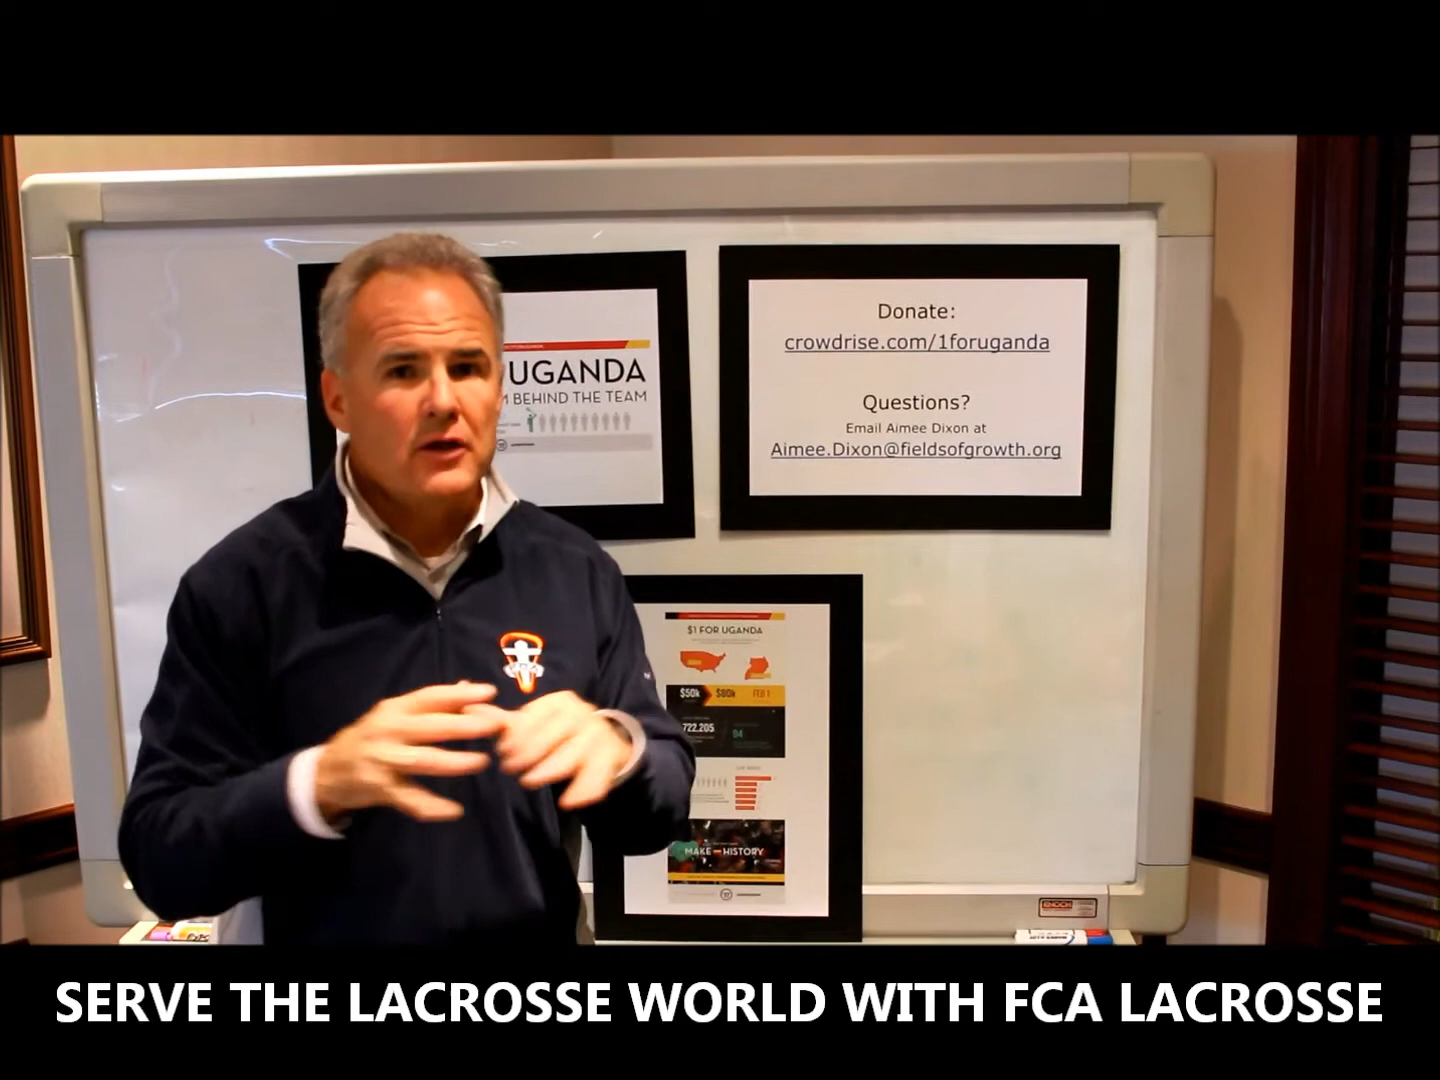 UGANDA
BEHIND THE TEAM
Donate:
crowdrise.com/1foruganda
Questions?
Email Aimee Dixon at
Aimee.Dixon@fieldsofgrowth.org
$1 FOR UGANDA
$50k $80k FEB 1
722,205
94
MAKE HISTORY
SERVE THE LACROSSE WORLD WITH FCA LACROSSE